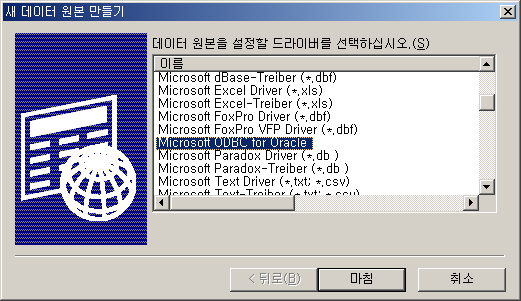 새 데이터 원본 만들기
데이터 원본을 설정할 드라이버를 선택하십시오.(S)
이름
Microsoft dBase-Treiber (*.dbf)
Microsoft Excel Driver (*.xls)
Microsoft Excel-Treiber (*.xls)
Microsoft FoxPro Driver (*.dbf)
Microsoft FoxPro VFP Driver (*.dbf)
Microsoft ODBC for Oracle
Microsoft Paradox Driver (*.db )
Microsoft Paradox-Treiber (*.db )
Microsoft Text Driver (*.txt; *.csv)
Microsoft Text-Treiber (*.txt; *.csv)
< 뒤로(B)
마침
취소